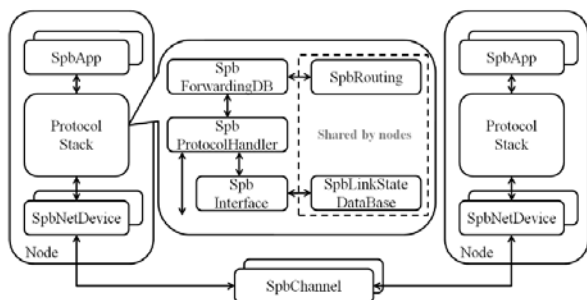 SpbApp
Protocol
Stack
SpbNetDevice
Node
Spb
ForwardingDB
SpbRouting
Spb
ProtocolHandler
Shared by nodes
Spb
Interface
SpbLinkState
DataBase
SpbChannel
SpbApp
Protocol
Stack
SpbNetDevice
Node